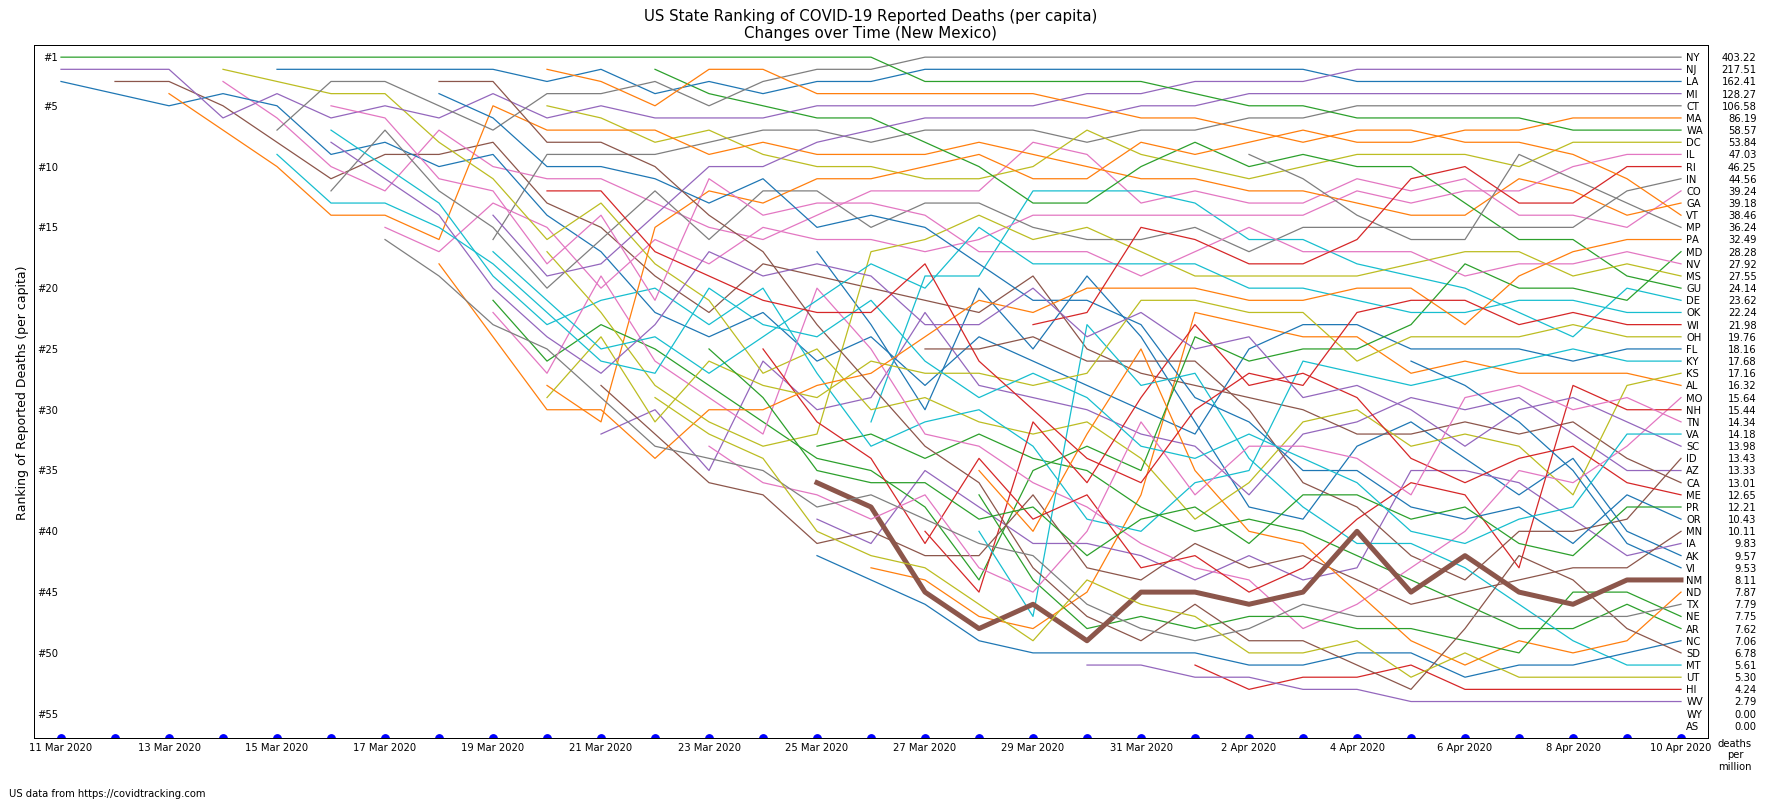 US State Ranking of COVID-19 Reported Deaths (per capita)
Changes over Time (New Mexico)
Ranking of Reported Deaths (per capita)
#1
#5
#10
#15
#20
#25
#30
#35
#40
#45
#50
#55
NY 403.22
NJ 217.51
LA 162.41
MI 128.27
CT 106.58
MA 86.19
WA 58.57
DC 53.84
IL 47.03
RI 46.25
IN 44.56
CO 39.24
GA 39.18
VT 38.46
MP 36.24
PA 32.49
MD 28.28
NV 27.92
MS 27.55
GU 24.14
DE 23.62
OK 22.24
WI 21.98
OH 19.76
FL 18.16
KY 17.68
KS 17.16
AL 16.32
MO 15.64
NH 15.44
TN 14.34
VA 14.18
SC 13.98
ID 13.43
AZ 13.33
CA 13.01
ME 12.65
PR 12.21
OR 10.43
MN 10.11
IA 9.83
AK 9.57
VI 9.53
NM 8.11
ND 7.87
TX 7.79
NE 7.75
AR 7.62
NC 7.06
SD 6.78
MT 5.61
UT 5.30
HI 4.24
WV 2.79
WY 0.00
AS 0.00
11 Mar 2020 13 Mar 2020 15 Mar 2020 17 Mar 2020 19 Mar 2020 21 Mar 2020 23 Mar 2020 25 Mar 2020 27 Mar 2020 29 Mar 2020 31 Mar 2020 2 Apr 2020 4 Apr 2020 6 Apr 2020 8 Apr 2020 10 Apr 2020
deaths
per
million
US data from https://covidtracking.com